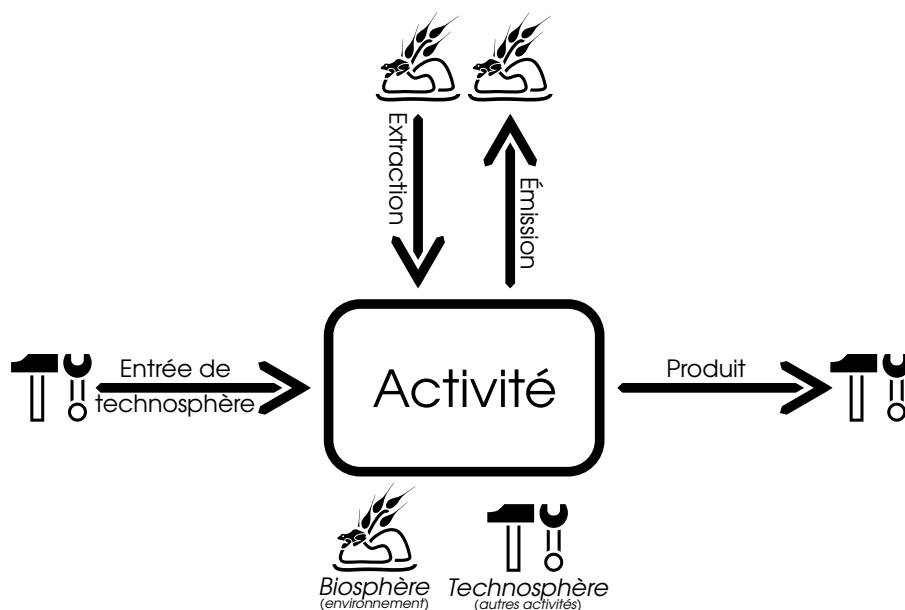 Extraction
Émission
Entrée de
technosphère
Activité
Produit
Biosphère
(environnement)
Technosphère
(autres activités)